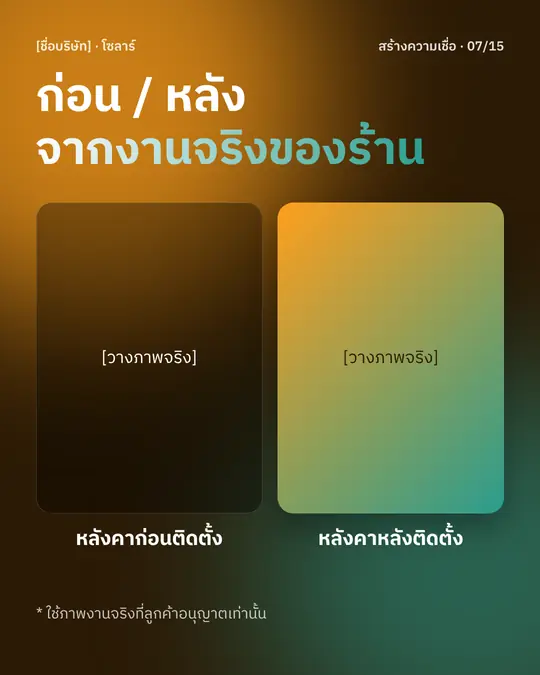 [ชื่อบริษัท] · โซลาร์
สร้างความเชื่อ · 07/15
ก่อน / หลัง
จากงานจริงของร้าน
[วางภาพจริง]
[วางภาพจริง]
หลังคาก่อนติดตั้ง
หลังคาหลังติดตั้ง
* ใช้ภาพงานจริงที่ลูกค้าอนุญาตเท่านั้น